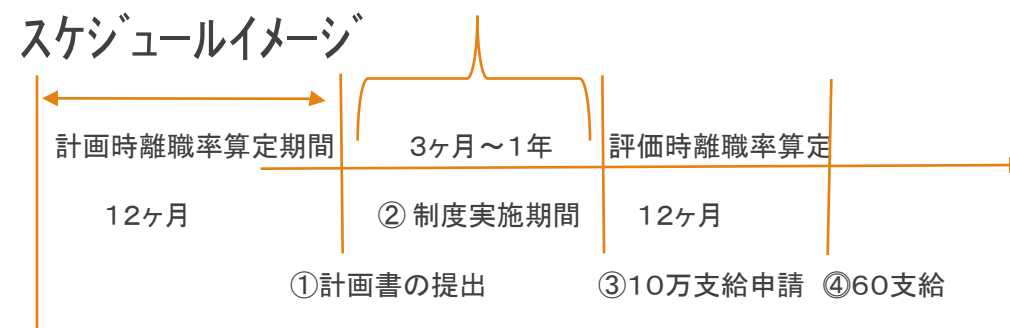 スケジュールイメージ
計画時離職率算定期間 3ヶ月～1年 評価時離職率算定
12ヶ月 ② 制度実施期間 12ヶ月
①計画書の提出 ③10万支給申請 ④60支給